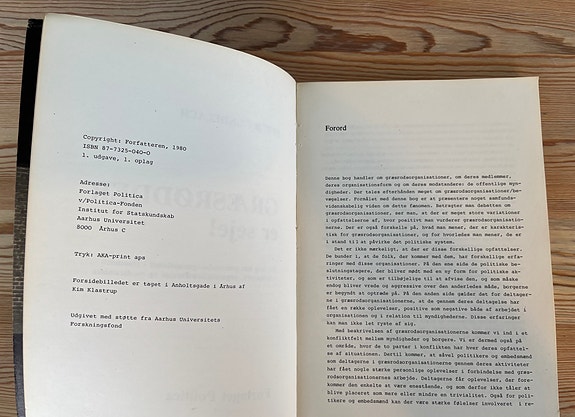 Copyright: Forfatteren, 1980
ISBN 87-7325-040-0
1. udgave, 1. oplag
Adresse:
Forlaget Politica
v/Politica-Fonden
Institut for Statskundskab
Aarhus Universitet
8000 Århus C
Tryk: AKA-print aps
Forsidebilledet er taget i Anholtsgade i Århus af
Kim Klastrup
Udgivet med støtte fra Aarhus Universitets
Forskningsfond
Forord
Denne bog handler om græsrodsorganisationer, om deres medlemmer,
deres organisationsform og om deres modstandere: de offentlige myn-
digheder. Der tales efterhånden meget om græsrodsorganisationer/be-
vægelser. Formålet med denne bog er at præsentere noget samfunds-
videnskabelig viden om dette fænomen. Betragter man debatten om
græsrodsorganisationer, ser man, at der er meget store variationer
i opfattelserne af, hvor positivt man vurderer græsrodsorganisatio-
nerne. Der er også forskelle på, hvad man mener, der er karakteris-
tisk for græsrodsorganisationer, og for hvorledes man mener, de er
i stand til at påvirke det politiske system.
Det er ikke mærkeligt, at der er disse forskellige opfattelser.
De bunder i, at de folk, der kommer med dem, har forskellige erfa-
ringer med disse organisationer. På den ene side de politiske be-
slutningstagere, der bliver mødt med en ny form for politiske ak-
tiviteter, og som er tilbøjelige til at afvise den, og som måske
endog bliver vrede og aggressive over den anderledes måde, borgerne
er begyndt at optræde på. På den anden side gælder det for deltager-
ne i græsrodsorganisationerne, at de gennem deres deltagelse har
fået en række oplevelser, positive som negative både af arbejdet i
organisationen og i relation til myndighederne. Disse erfaringer
kan man ikke let ryste af sig.
Med beskrivelsen af græsrodsorganisationerne kommer vi ind i et
konfliktfelt mellem myndigheder og borgere. Vi er dermed også på
et område, hvor de to parter i konflikten har hver deres opfattel-
se af situationen. Dertil kommer, at såvel politikere og embedsmænd
som deltagerne i græsrodsorganisationerne gennem deres aktiviteter
har fået nogle stærke personlige oplevelser i forbindelse med græs-
rodsorganisationernes arbejde. Deltagerne får oplevelser, der fore-
kommer den enkelte at være enestående, og som derfor ikke tåler at
blive placeret som mere eller mindre en trivialitet. Også for poli-
tikere og embedsmænd kan der være stærke følelser involveret i re-